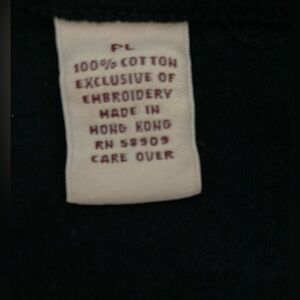 PL
100% COTTON
EXCLUSIVE OF
EMBROIDERY
MADE IN
HONG KONG
RN 58909
CARE OVER